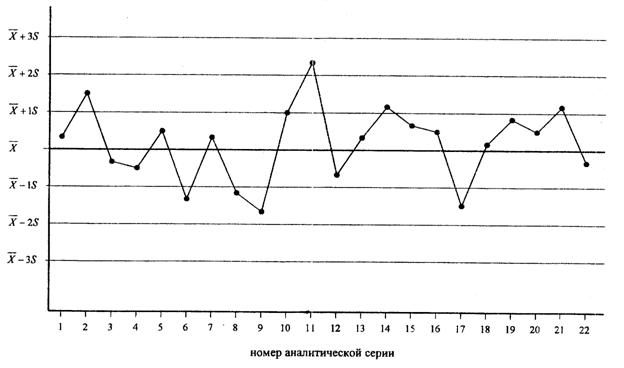 X̅ + 3S
X̅ + 2S
X̅ + 1S
X̅
X̅ − 1S
X̅ − 2S
X̅ − 3S
1 2 3 4 5 6 7 8 9 10 11 12 13 14 15 16 17 18 19 20 21 22
номер аналитической серии